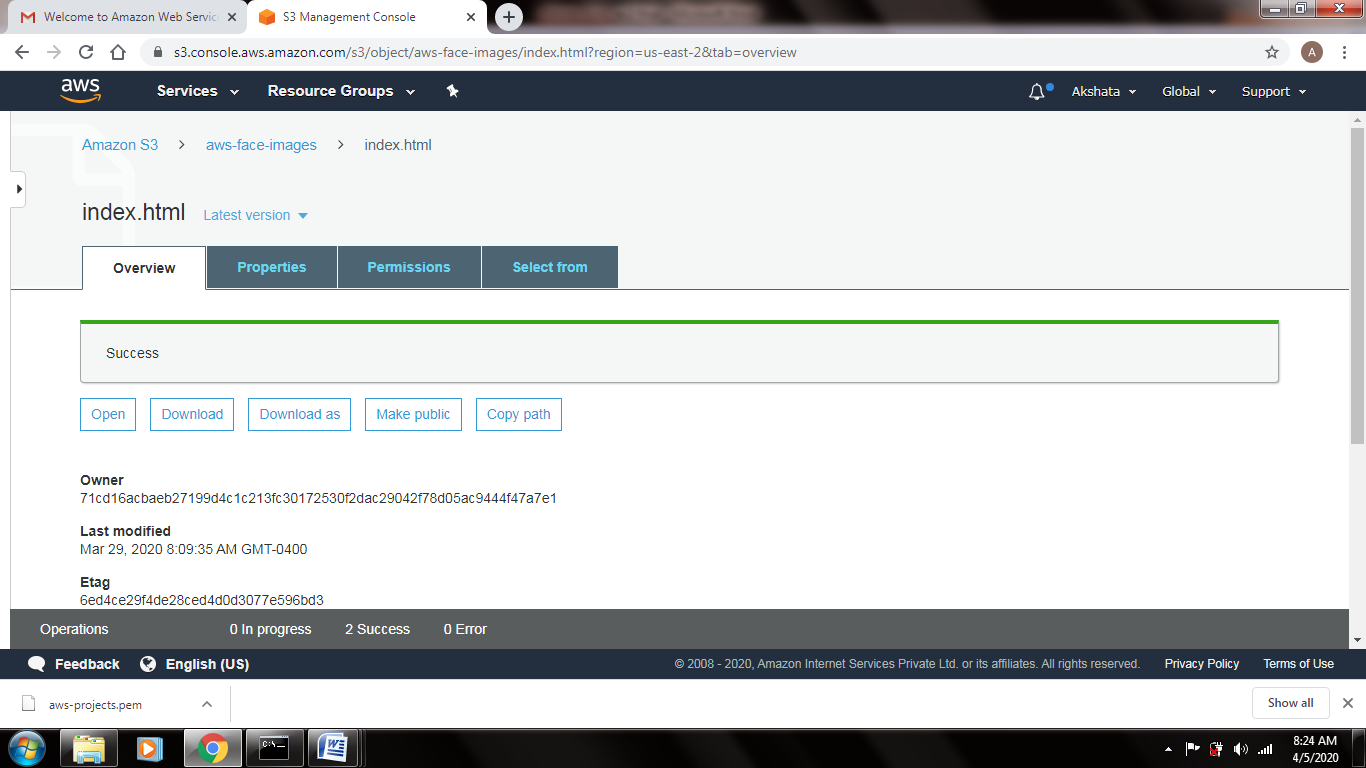 Welcome to Amazon Web Servic
S3 Management Console
s3.console.aws.amazon.com/s3/object/aws-face-images/index.html?region=us-east-2&tab=overview
A
aws Services Resource Groups Akshata Global Support
Amazon S3 > aws-face-images > index.html
index.html Latest version
Overview Properties Permissions Select from
Success
Open Download Download as Make public Copy path
Owner
71cd16acbaeb27199d4c1c213fc30172530f2dac29042f78d05ac9444f47a7e1
Last modified
Mar 29, 2020 8:09:35 AM GMT-0400
Etag
6ed4ce29f4de28ced4d0d3077e596bd3
Operations 0 In progress 2 Success 0 Error
Feedback English (US) © 2008 - 2020, Amazon Internet Services Private Ltd. or its affiliates. All rights reserved. Privacy Policy Terms of Use
aws-projects.pem Show all
8:24 AM
4/5/2020